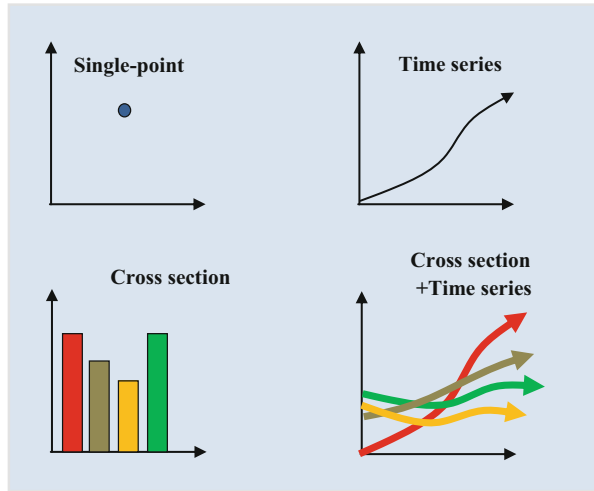 Single-point
Time series
Cross section
Cross section
+Time series